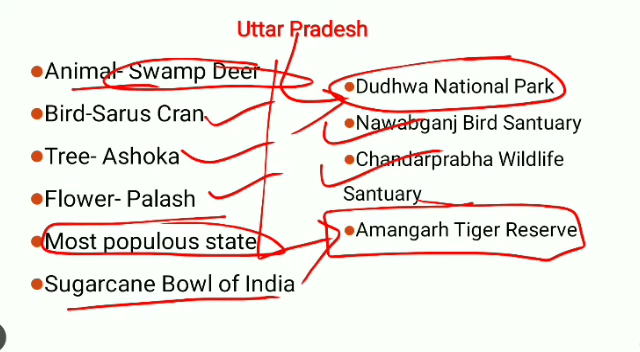 Uttar Pradesh
•Animal- Swamp Deer
•Bird-Sarus Cran
•Tree- Ashoka
•Flower- Palash
•Most populous state
•Sugarcane Bowl of India
•Dudhwa National Park
•Nawabganj Bird Santuary
•Chandarprabha Wildlife
Santuary
•Amangarh Tiger Reserve